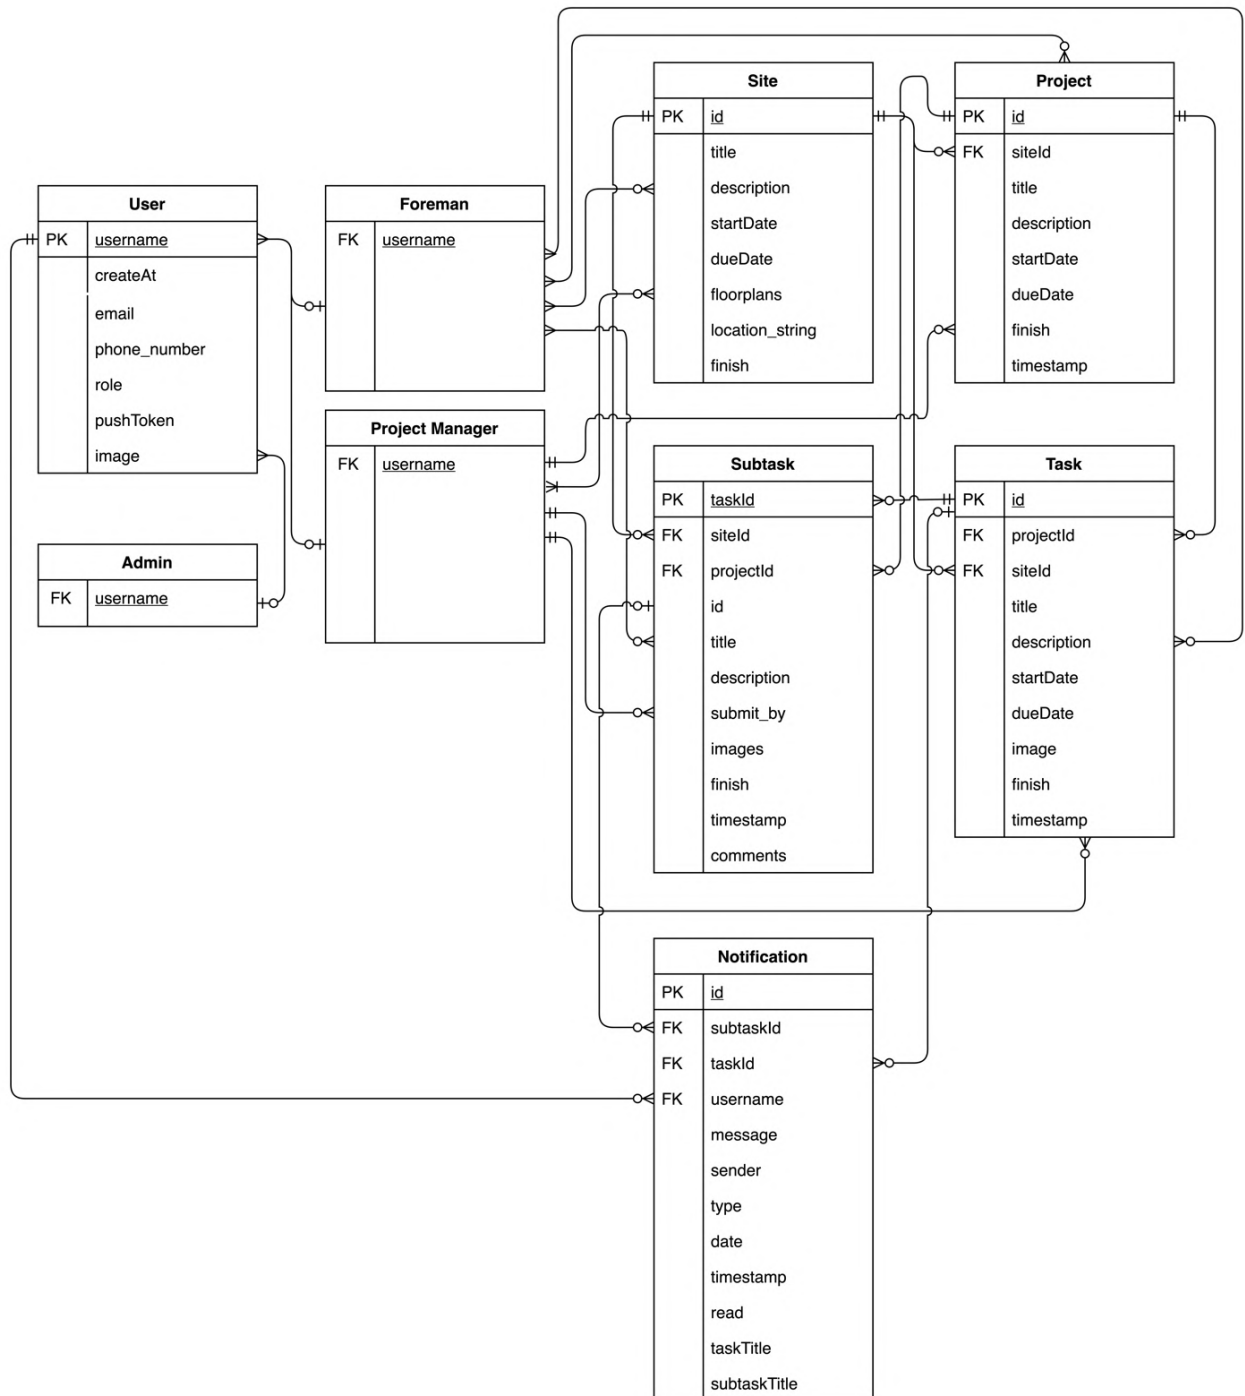 User
PK username
createAt
email
phone_number
role
pushToken
image
Admin
FK username
Foreman
FK username
Project Manager
FK username
Site
PK id
title
description
startDate
dueDate
floorplans
location_string
finish
Project
PK id
FK siteId
title
description
startDate
dueDate
finish
timestamp
Subtask
PK taskId
FK siteId
FK projectId
id
title
description
submit_by
images
finish
timestamp
comments
Task
PK id
FK projectId
FK siteId
title
description
startDate
dueDate
image
finish
timestamp
Notification
PK id
FK subtaskId
FK taskId
FK username
message
sender
type
date
timestamp
read
taskTitle
subtaskTitle